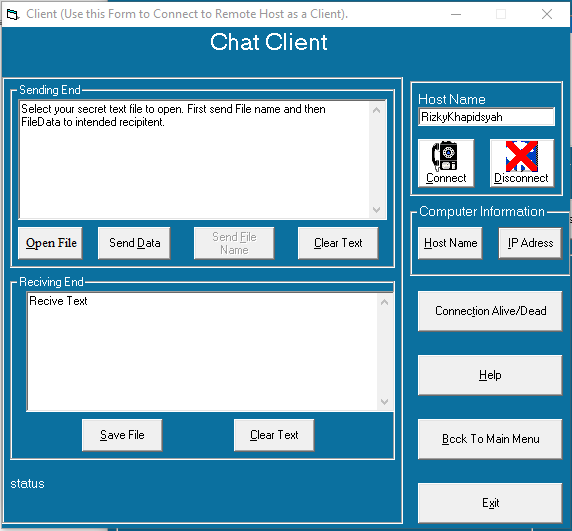 Client (Use this Form to Connect to Remote Host as a Client).
Chat Client
Sending End
Select your secret text file to open. First send File name and then
FileData to intended recipitent.
Open File
Send Data
Send File
Name
Clear Text
Reciving End
Recive Text
Save File
Clear Text
status
Host Name
RizkyKhapidsyah
Connect
Disconnect
Computer Information
Host Name
IP Adress
Connection Alive/Dead
Help
Bcck To Main Menu
Exit